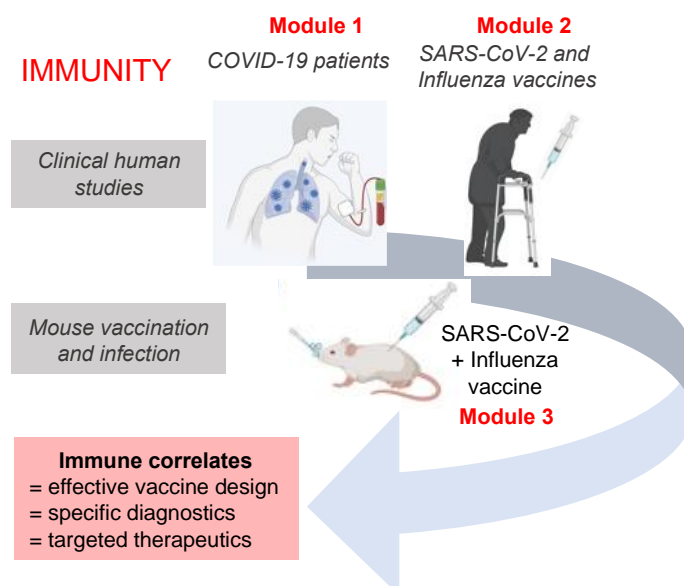 Module 1
Module 2
COVID-19 patients
SARS-CoV-2 and
Influenza vaccines
IMMUNITY
Clinical human
studies
Mouse vaccination
and infection
SARS-CoV-2
+ Influenza
vaccine
Module 3
Immune correlates
= effective vaccine design
= specific diagnostics
= targeted therapeutics